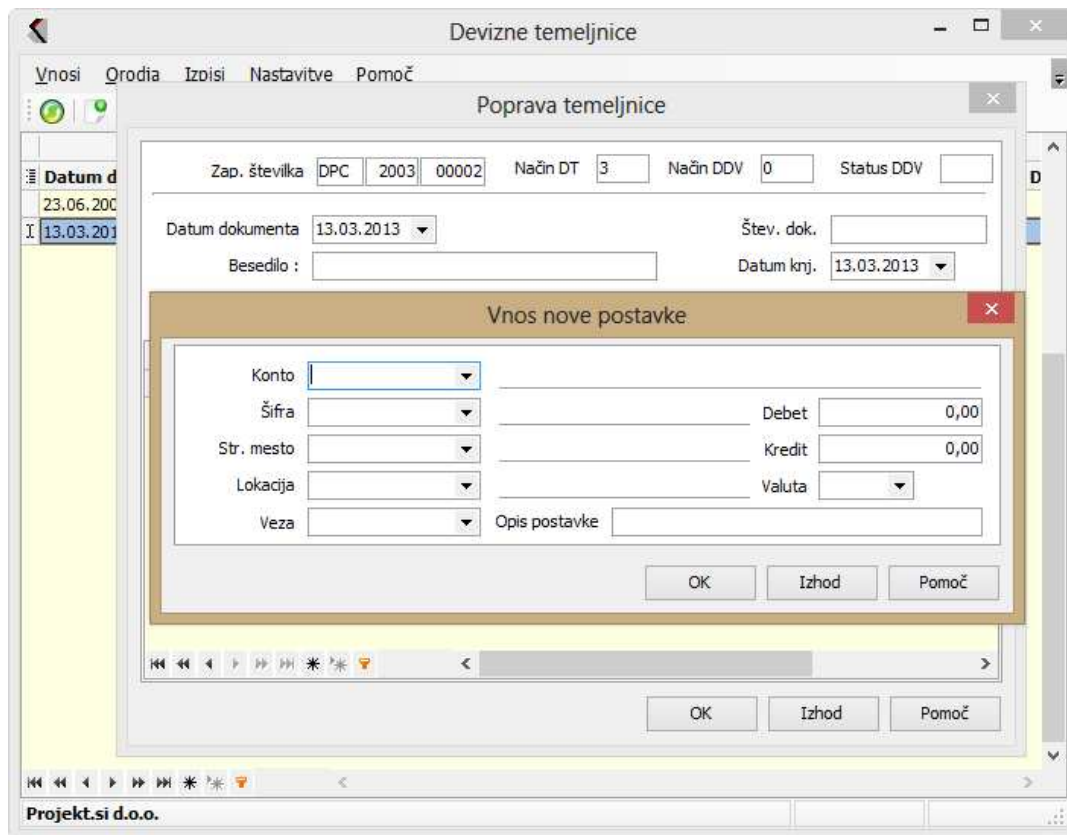 Devizne temeljnice
Vnosi Orodja Izpisi Nastavitve Pomoč
Poprava temeljnice
Zap. številka DPC 2003 00002 Način DT 3 Način DDV 0 Status DDV
Datum d D
23.06.200
13.03.201
Datum dokumenta 13.03.2013 Štev. dok.
Besedilo : Datum knj. 13.03.2013
Vnos nove postavke
Konto
Šifra Debet 0,00
Str. mesto Kredit 0,00
Lokacija Valuta
Veza Opis postavke
OK Izhod Pomoč
OK Izhod Pomoč
Projekt.si d.o.o.